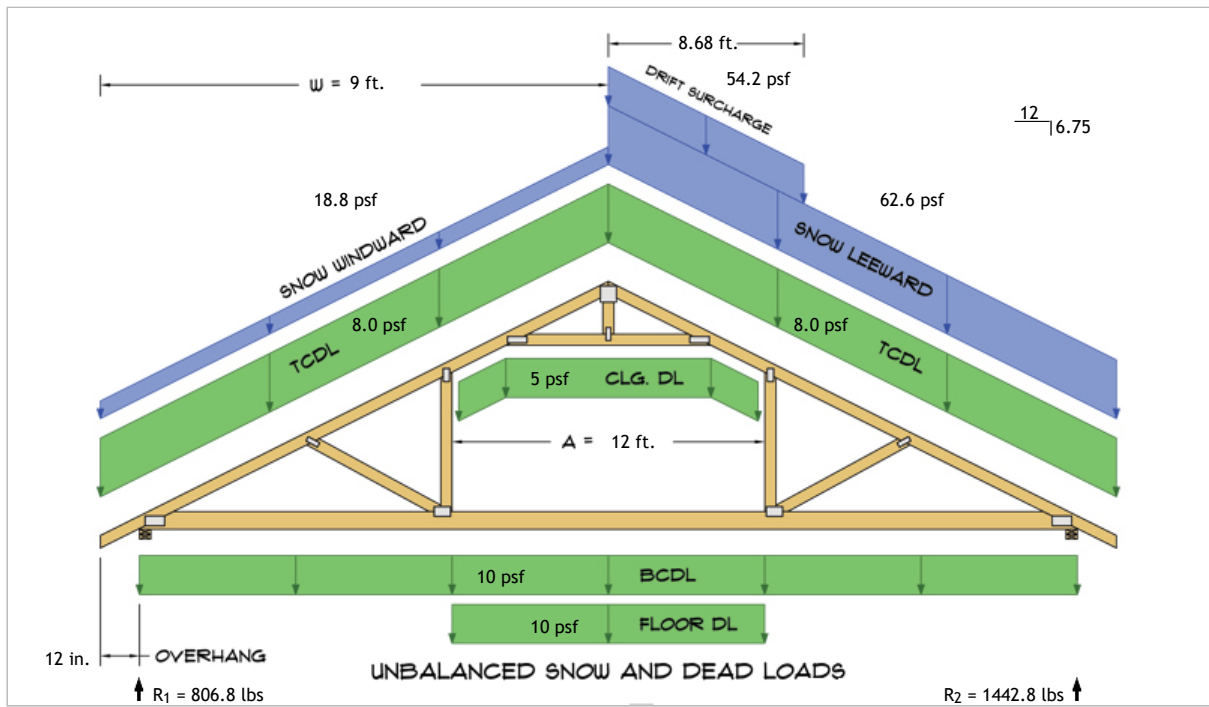 8.68 ft.
DRIFT SURCHARGE
54.2 psf
W = 9 ft.
12
6.75
18.8 psf
62.6 psf
SNOW WINDWARD
SNOW LEEWARD
8.0 psf
8.0 psf
TCDL
TCDL
5 psf CLG. DL
A = 12 ft.
10 psf BCDL
10 psf FLOOR DL
12 in.
OVERHANG
UNBALANCED SNOW AND DEAD LOADS
R1 = 806.8 lbs
R2 = 1442.8 lbs